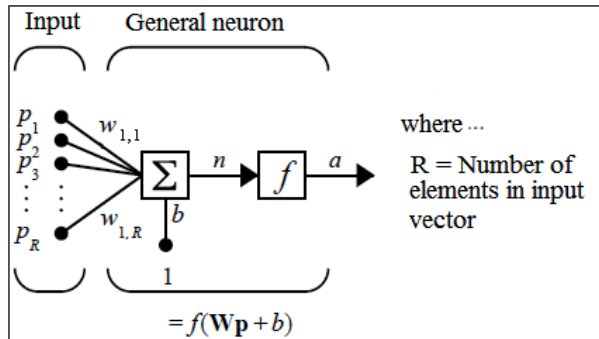 Input General neuron
p1
p2
p3
pR
w1,1
w1,R
Σ
n
f
a
b
1
where ...
R = Number of
elements in input
vector
= f(Wp + b)